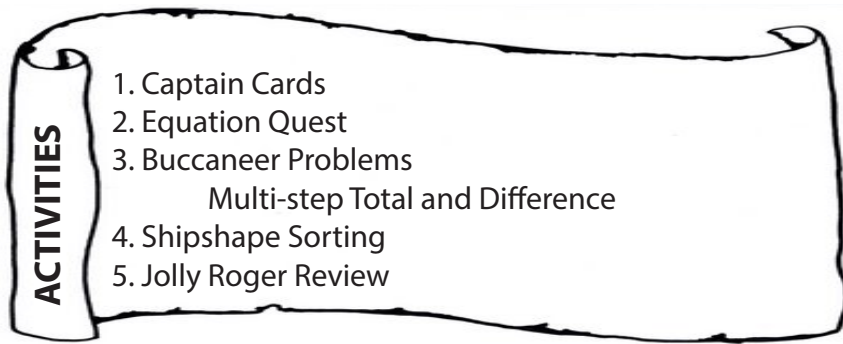 ACTIVITIES
1. Captain Cards
2. Equation Quest
3. Buccaneer Problems
Multi-step Total and Difference
4. Shipshape Sorting
5. Jolly Roger Review